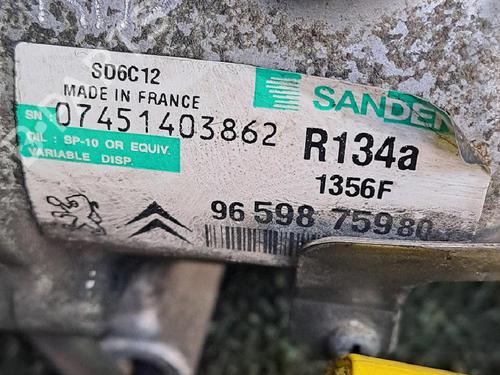 SD6C12
MADE IN FRANCE
SANDEN
SN: 07451403862
OIL: SP-10 OR EQUIV.
VARIABLE DISP.
R134a
1356F
96 598 75980